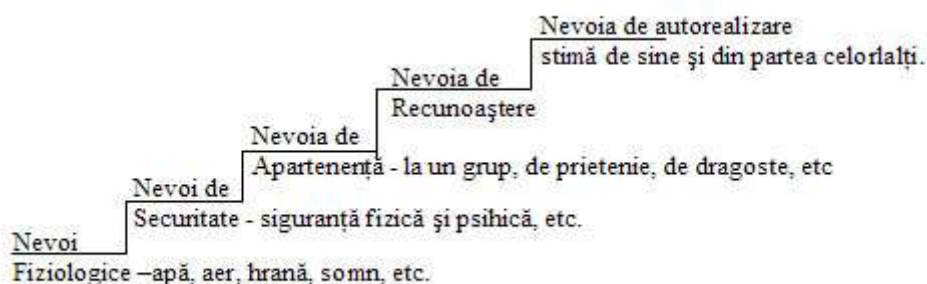 Nevoia de autorealizare
stimă de sine şi din partea celorlalţi.
Nevoia de
Recunoaştere
Nevoia de
Apartenenţă - la un grup, de prietenie, de dragoste, etc
Nevoi de
Securitate - siguranţă fizică şi psihică, etc.
Nevoi
Fiziologice –apă, aer, hrană, somn, etc.